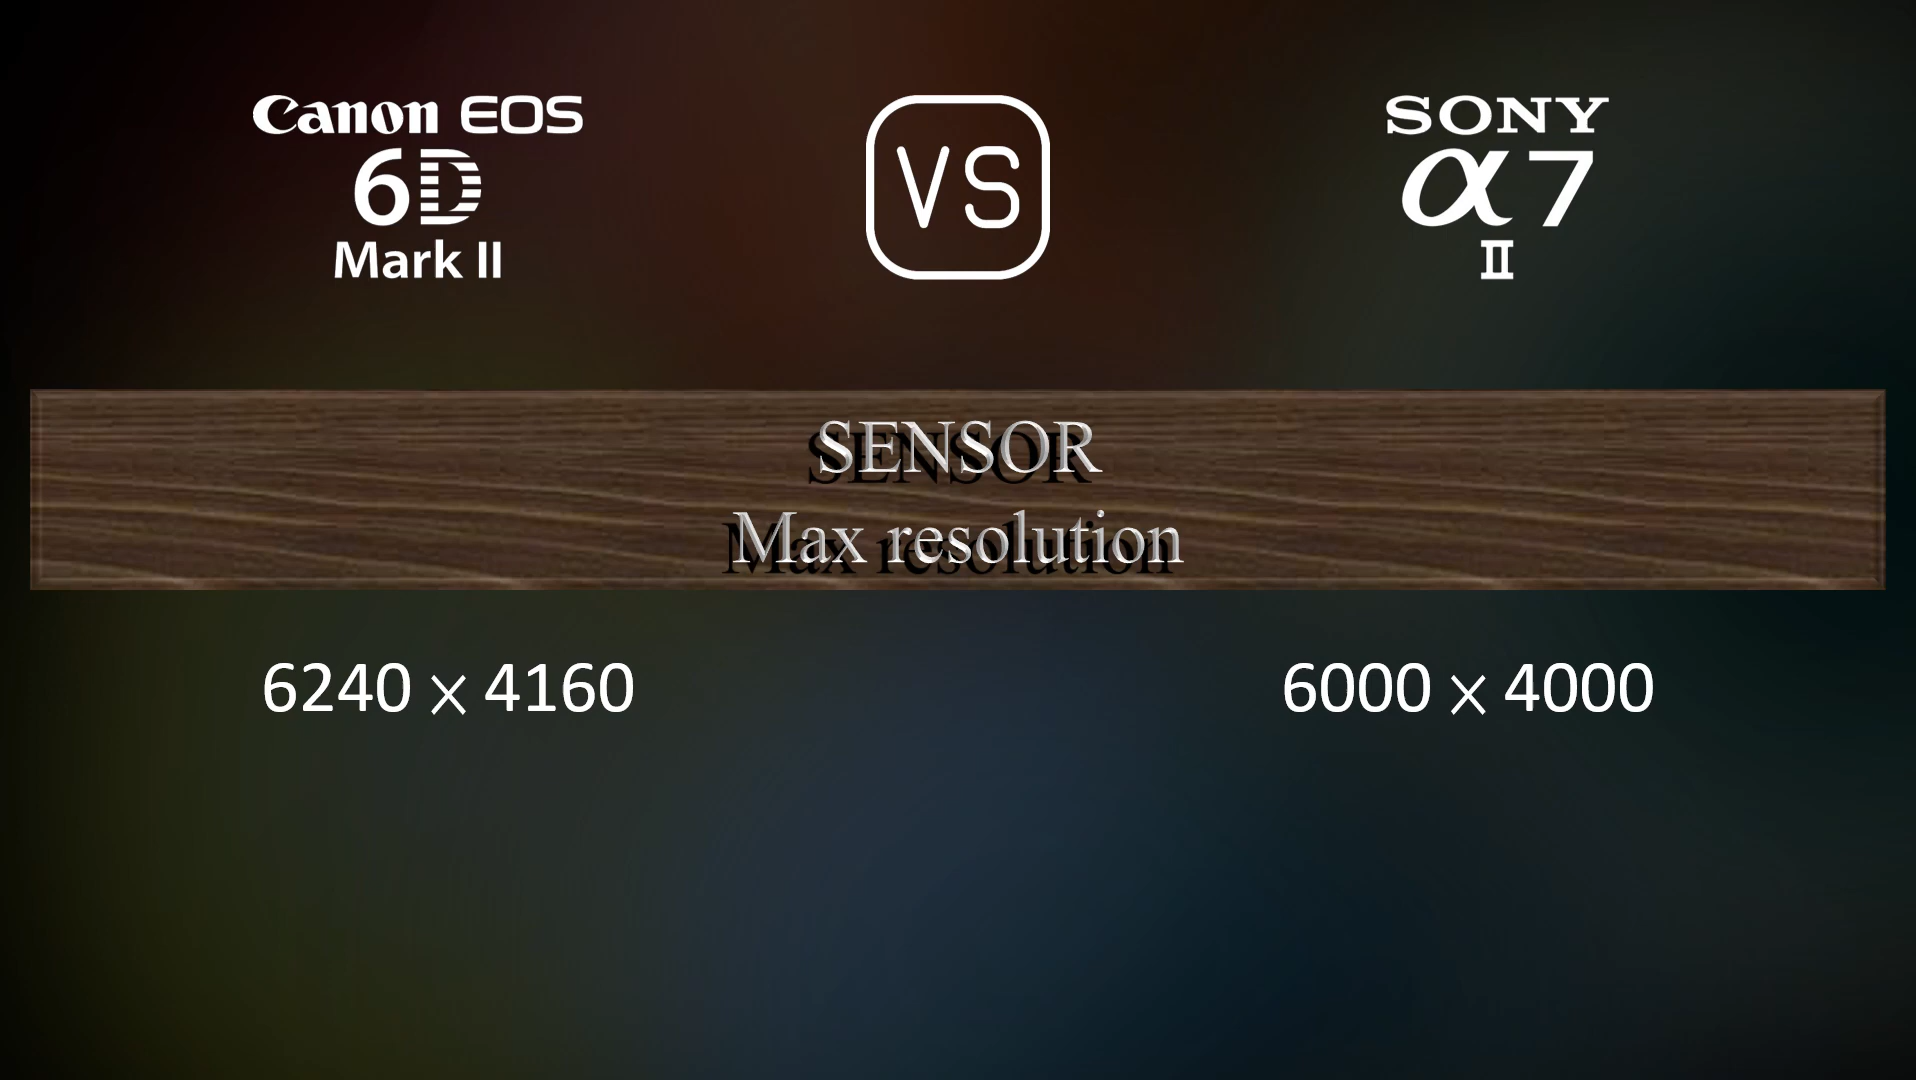 Canon EOS
6D
Mark II
VS
SONY
α7
II
SENSOR
Max resolution
6240 x 4160
6000 x 4000